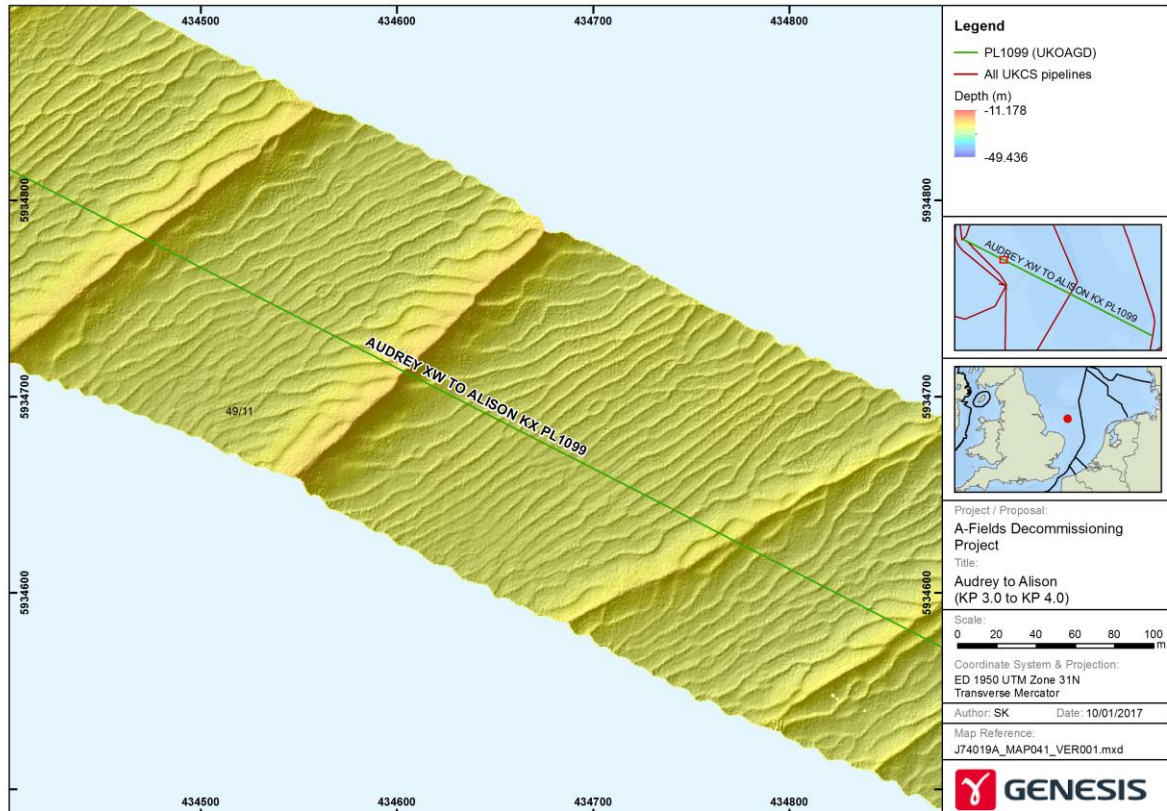 434500
434600
434700
434800
5934800
5934800
5934700
5934700
5934600
5934600
AUDREY XW TO ALISON KX PL1099
49/11
434500
434600
434700
434800
Legend
PL1099 (UKOAGD)
All UKCS pipelines
Depth (m)
-11.178
-49.436
AUDREY XW TO ALISON KX PL1099
Project / Proposal:
A-Fields Decommissioning
Project
Title:
Audrey to Alison
(KP 3.0 to KP 4.0)
Scale:
0 20 40 60 80 100
m
Coordinate System & Projection:
ED 1950 UTM Zone 31N
Transverse Mercator
Author: SK Date: 10/01/2017
Map Reference:
J74019A_MAP041_VER001.mxd
GENESIS